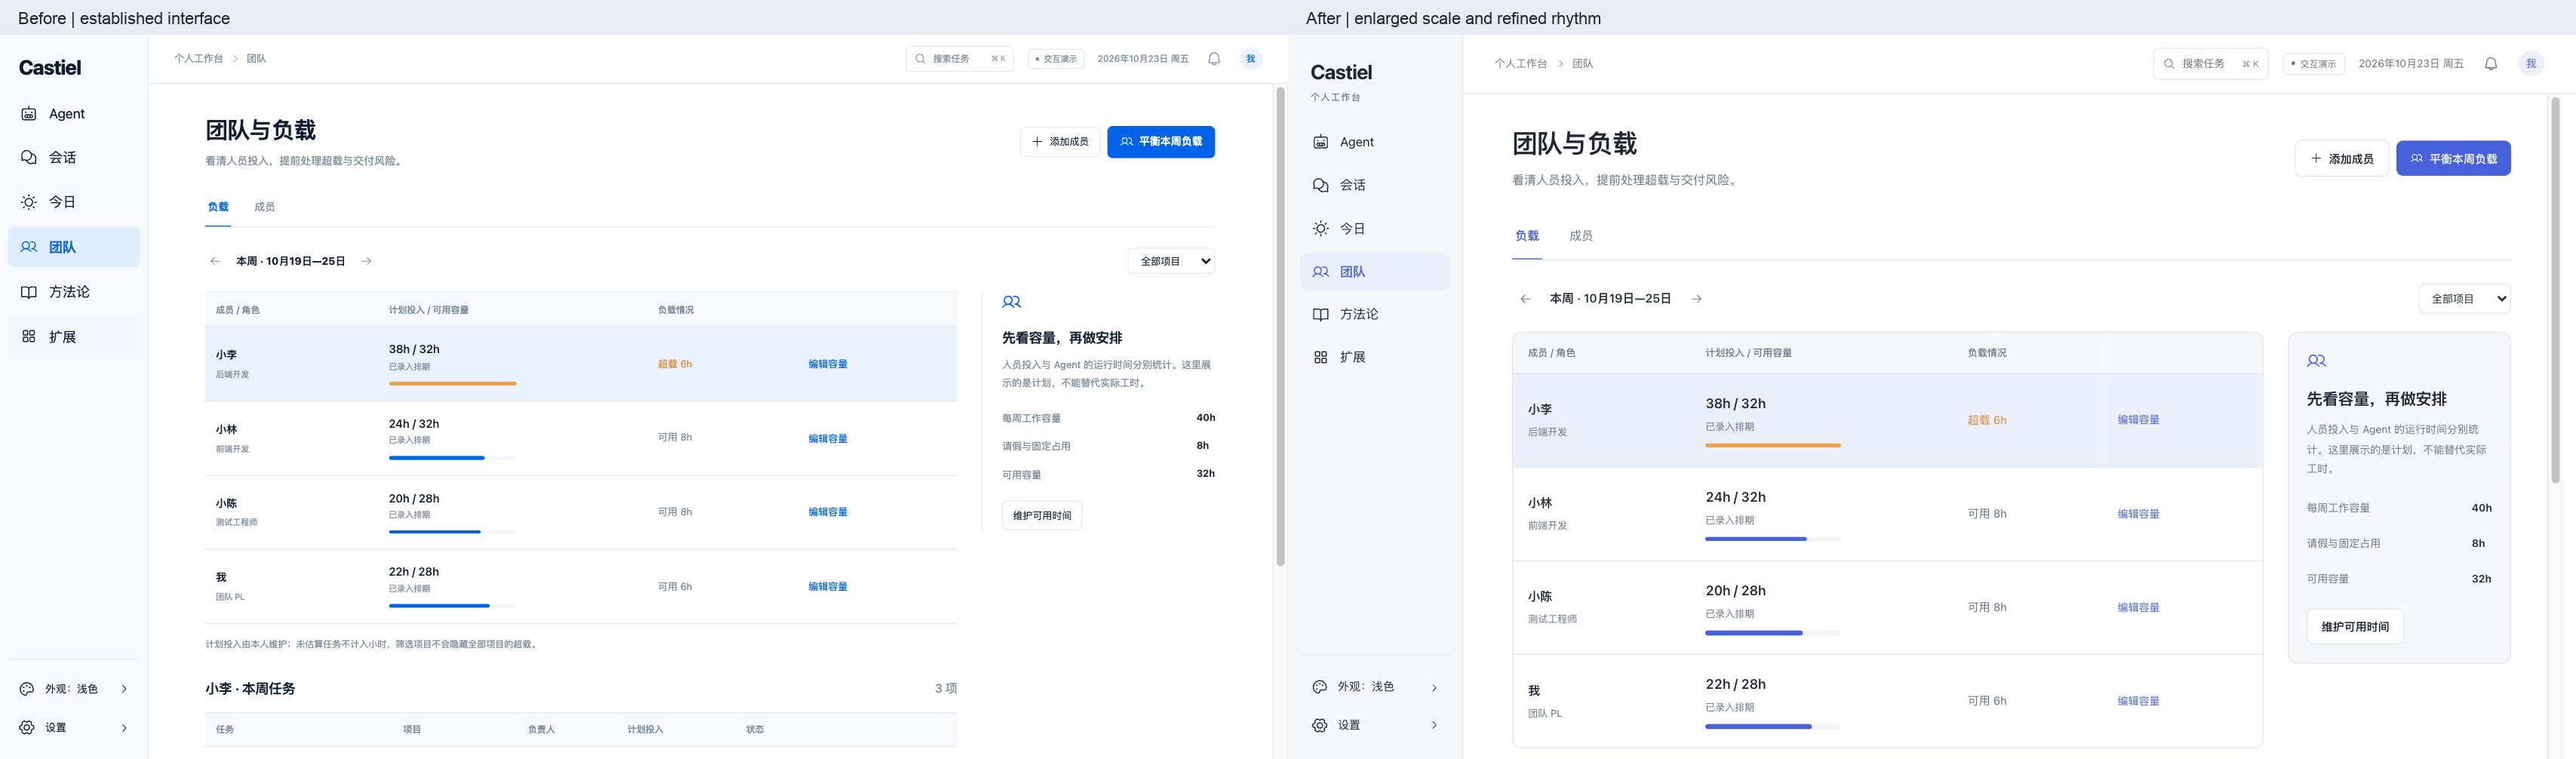 Before | established interface
Castiel
Agent
会话
今日
团队
方法论
扩展
外观：浅色
设置
个人工作台 > 团队
搜索任务 ⌘ K
• 交互演示
2026年10月23日 周五
我
团队与负载
看清人员投入，提前处理超载与交付风险。
+ 添加成员
平衡本周负载
负载 成员
← 本周 · 10月19日—25日 →
全部项目
成员 / 角色 计划投入 / 可用容量 负载情况
小李
后端开发
38h / 32h
已录入排期
超载 6h
编辑容量
小林
前端开发
24h / 32h
已录入排期
可用 8h
编辑容量
小陈
测试工程师
20h / 28h
已录入排期
可用 8h
编辑容量
我
团队 PL
22h / 28h
已录入排期
可用 6h
编辑容量
计划投入由本人维护；未估算任务不计入小时，筛选项目不会隐藏全部项目的超载。
小李 · 本周任务 3 项
任务 项目 负责人 计划投入 状态
先看容量，再做安排
人员投入与 Agent 的运行时间分别统计。这里展
示的是计划，不能替代实际工时。
每周工作容量 40h
请假与固定占用 8h
可用容量 32h
维护可用时间
After | enlarged scale and refined rhythm
Castiel
个人工作台
Agent
会话
今日
团队
方法论
扩展
外观：浅色
设置
个人工作台 > 团队
搜索任务 ⌘ K
• 交互演示
2026年10月23日 周五
我
团队与负载
看清人员投入，提前处理超载与交付风险。
+ 添加成员
平衡本周负载
负载 成员
← 本周 · 10月19日—25日 →
全部项目
成员 / 角色 计划投入 / 可用容量 负载情况
小李
后端开发
38h / 32h
已录入排期
超载 6h
编辑容量
小林
前端开发
24h / 32h
已录入排期
可用 8h
编辑容量
小陈
测试工程师
20h / 28h
已录入排期
可用 8h
编辑容量
我
团队 PL
22h / 28h
已录入排期
可用 6h
编辑容量
先看容量，再做安排
人员投入与 Agent 的运行时间分别统
计。这里展示的是计划，不能替代实际
工时。
每周工作容量 40h
请假与固定占用 8h
可用容量 32h
维护可用时间